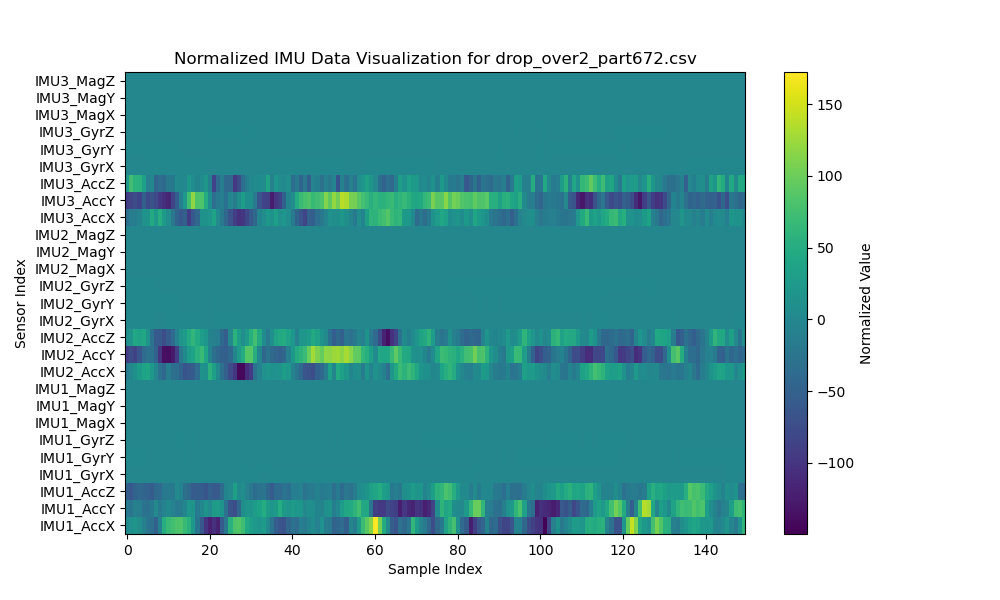 Normalized IMU Data Visualization for drop_over2_part672.csv
IMU3_MagZ
IMU3_MagY
IMU3_MagX
IMU3_GyrZ
IMU3_GyrY
IMU3_GyrX
IMU3_AccZ
IMU3_AccY
IMU3_AccX
IMU2_MagZ
IMU2_MagY
IMU2_MagX
IMU2_GyrZ
IMU2_GyrY
IMU2_GyrX
IMU2_AccZ
IMU2_AccY
IMU2_AccX
IMU1_MagZ
IMU1_MagY
IMU1_MagX
IMU1_GyrZ
IMU1_GyrY
IMU1_GyrX
IMU1_AccZ
IMU1_AccY
IMU1_AccX
Sensor Index
0 20 40 60 80 100 120 140
Sample Index
150
100
50
0
−50
−100
Normalized Value